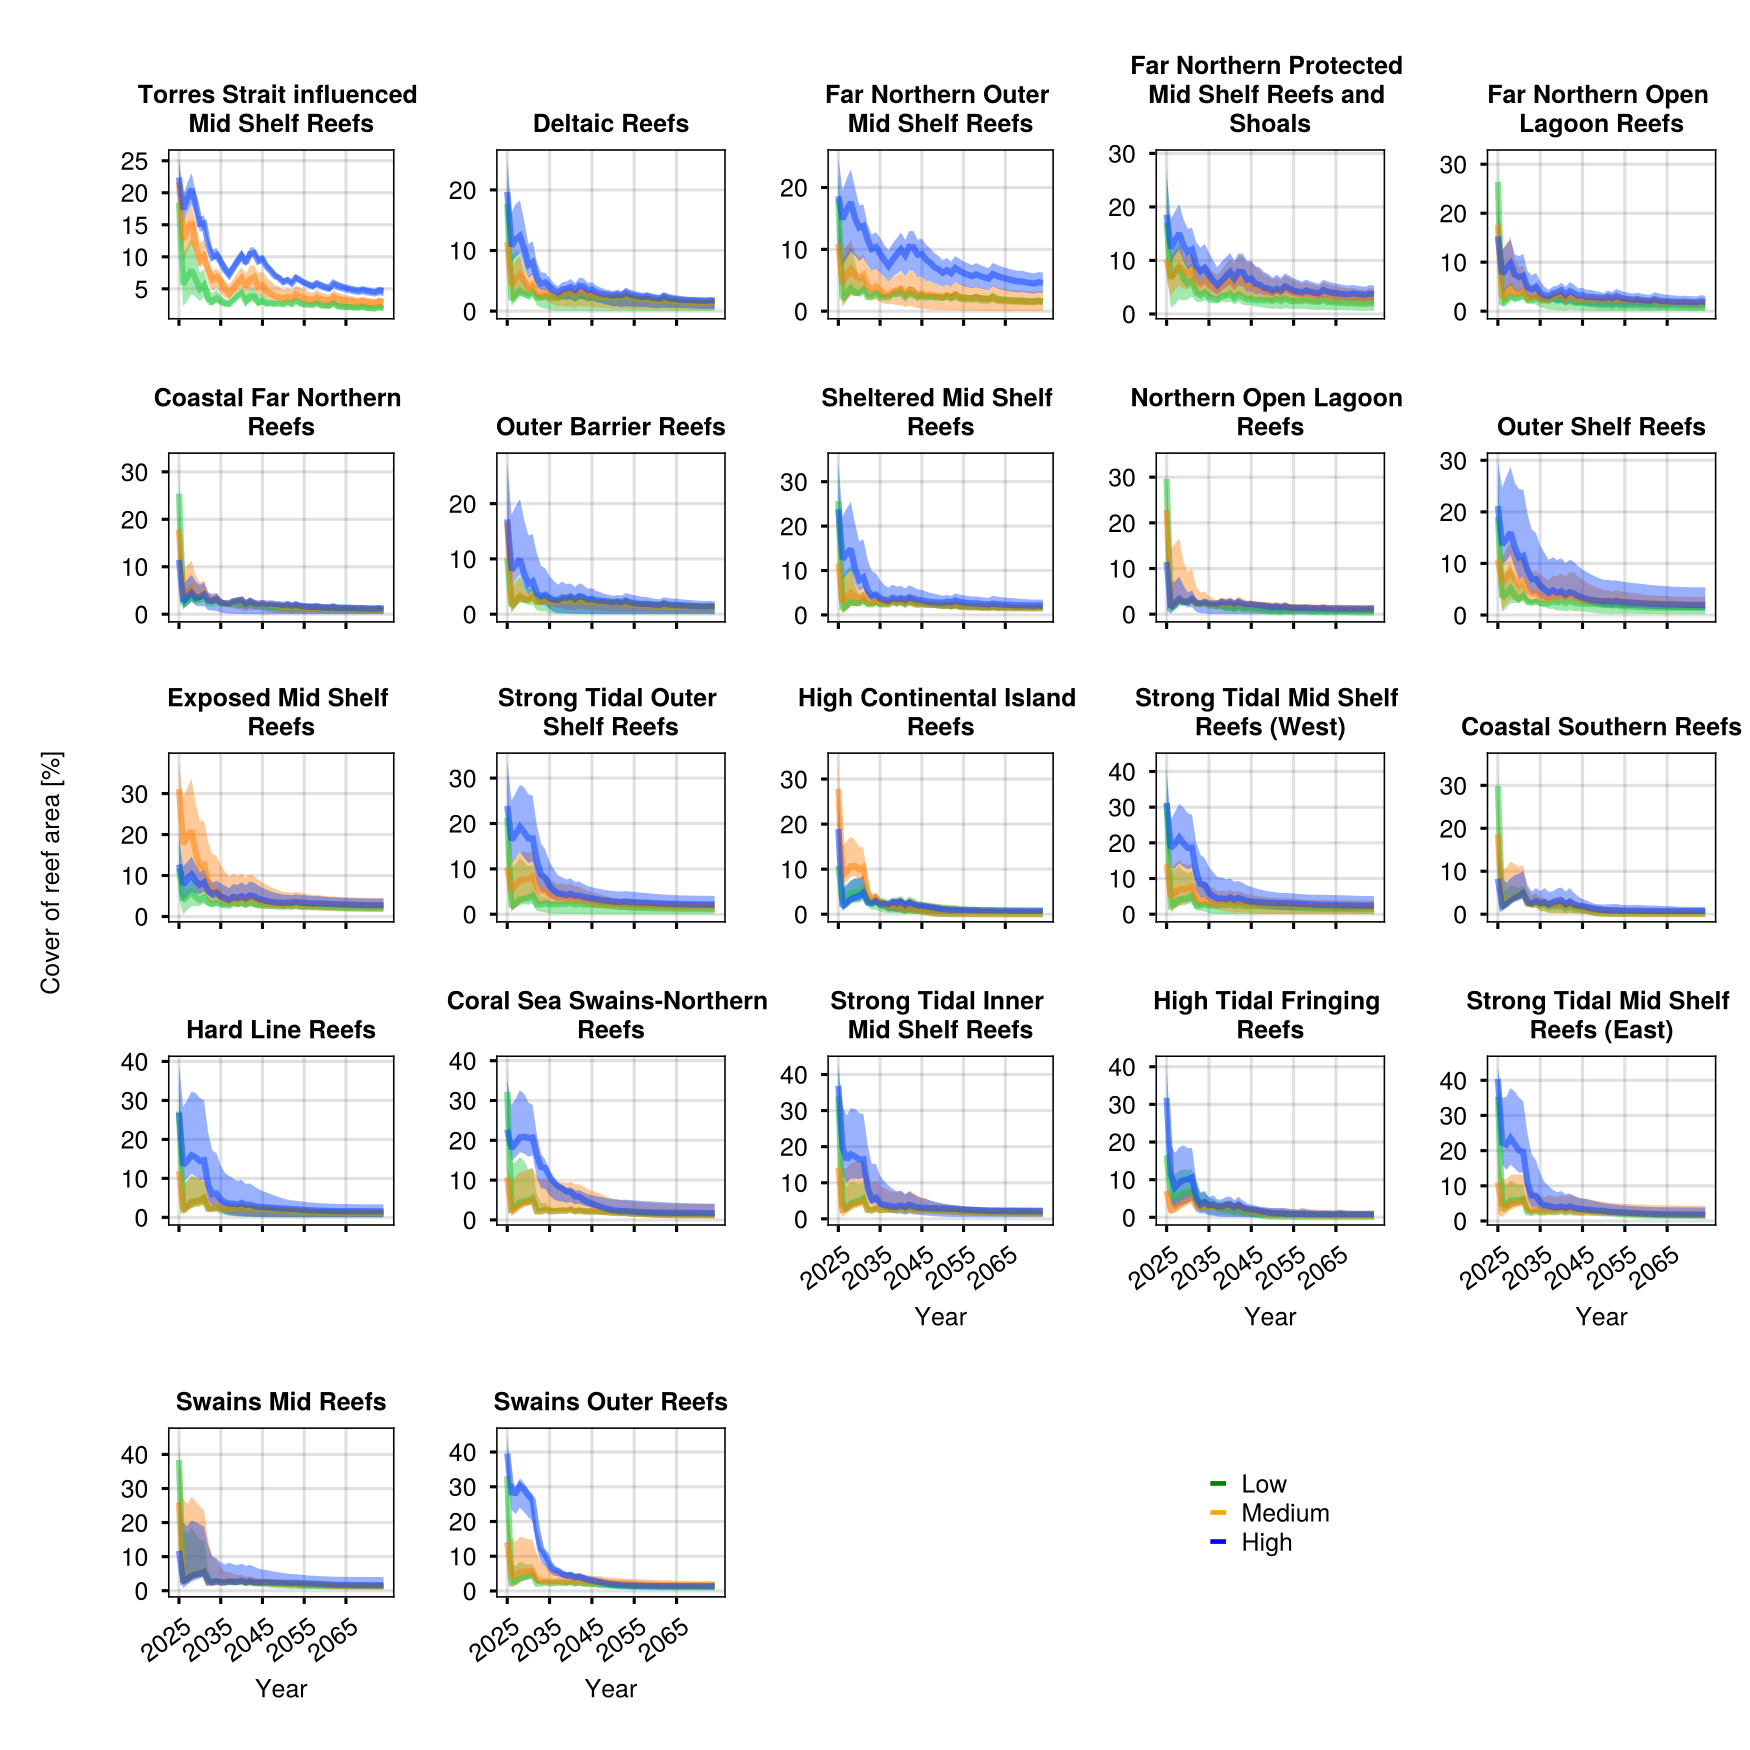 Torres Strait influenced
Mid Shelf Reefs
Deltaic Reefs
Far Northern Outer
Mid Shelf Reefs
Far Northern Protected
Mid Shelf Reefs and
Shoals
Far Northern Open
Lagoon Reefs
25
20
15
10
5
20
10
0
20
10
0
30
20
10
0
30
20
10
0
Coastal Far Northern
Reefs
Outer Barrier Reefs
Sheltered Mid Shelf
Reefs
Northern Open Lagoon
Reefs
Outer Shelf Reefs
30
20
10
0
20
10
0
30
20
10
0
30
20
10
0
30
20
10
0
Cover of reef area [%]
Exposed Mid Shelf
Reefs
Strong Tidal Outer
Shelf Reefs
High Continental Island
Reefs
Strong Tidal Mid Shelf
Reefs (West)
Coastal Southern Reefs
30
20
10
0
30
20
10
0
30
20
10
0
40
30
20
10
0
30
20
10
0
Hard Line Reefs
Coral Sea Swains-Northern
Reefs
Strong Tidal Inner
Mid Shelf Reefs
High Tidal Fringing
Reefs
Strong Tidal Mid Shelf
Reefs (East)
40
30
20
10
0
40
30
20
10
0
40
30
20
10
0
40
30
20
10
0
40
30
20
10
0
2025 2035 2045 2055 2065
Year
2025 2035 2045 2055 2065
Year
2025 2035 2045 2055 2065
Year
Swains Mid Reefs
Swains Outer Reefs
40
30
20
10
0
40
30
20
10
0
2025 2035 2045 2055 2065
Year
2025 2035 2045 2055 2065
Year
Low
Medium
High